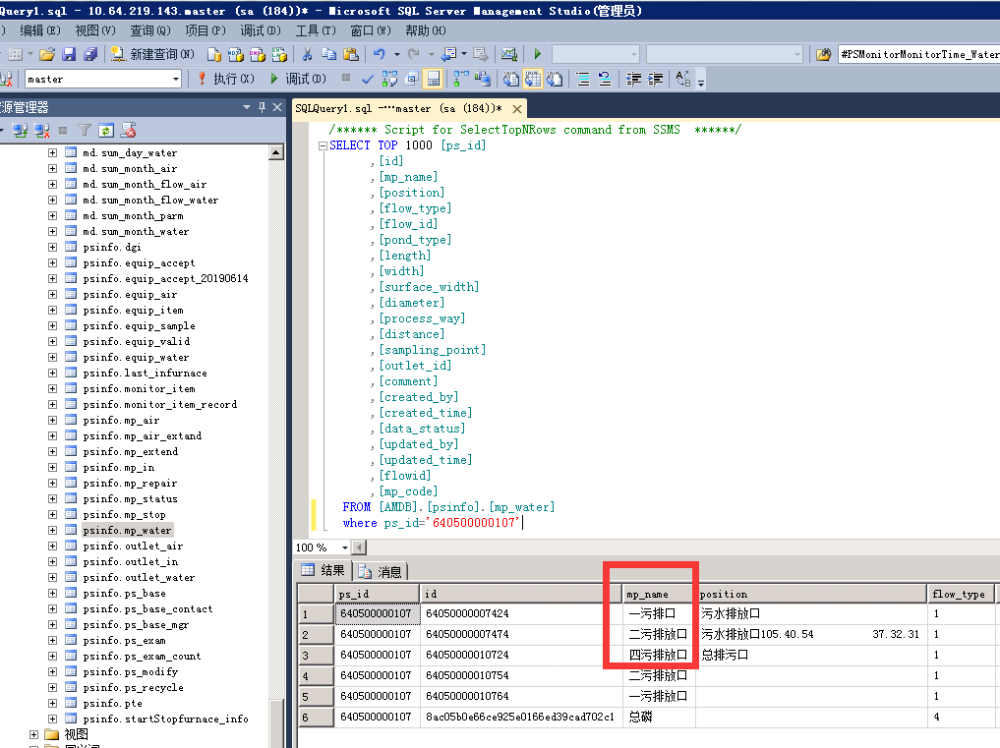 Query1.sql - 10.64.219.143.master (sa (184))* - Microsoft SQL Server Management Studio(管理员)
) 编辑(E) 视图(V) 查询(Q) 项目(P) 调试(D) 工具(T) 窗口(W) 帮助(H)
新建查询(N) #PSMonitorMonitorTime_Water
master ! 执行(X) 调试(D)
资源管理器
SQLQuery1.sql -...master (sa (184))*
md.sum_day_water
md.sum_month_air
md.sum_month_flow_air
md.sum_month_flow_water
md.sum_month_parm
md.sum_month_water
psinfo.dgi
psinfo.equip_accept
psinfo.equip_accept_20190614
psinfo.equip_air
psinfo.equip_item
psinfo.equip_sample
psinfo.equip_valid
psinfo.equip_water
psinfo.last_infurnace
psinfo.monitor_item
psinfo.monitor_item_record
psinfo.mp_air
psinfo.mp_air_extand
psinfo.mp_extend
psinfo.mp_in
psinfo.mp_repair
psinfo.mp_status
psinfo.mp_stop
psinfo.mp_water
psinfo.outlet_air
psinfo.outlet_in
psinfo.outlet_water
psinfo.ps_base
psinfo.ps_base_contact
psinfo.ps_base_mgr
psinfo.ps_exam
psinfo.ps_exam_count
psinfo.ps_modify
psinfo.ps_recycle
psinfo.pte
psinfo.startStopfurnace_info
视图
/****** Script for SelectTopNRows command from SSMS  ******/
SELECT TOP 1000 [ps_id]
,[id]
,[mp_name]
,[position]
,[flow_type]
,[flow_id]
,[pond_type]
,[length]
,[width]
,[surface_width]
,[diameter]
,[process_way]
,[distance]
,[sampling_point]
,[outlet_id]
,[comment]
,[created_by]
,[created_time]
,[data_status]
,[updated_by]
,[updated_time]
,[flowid]
,[mp_code]
FROM [AMDB].[psinfo].[mp_water]
where ps_id='640500000107'
100 %
结果 消息
ps_id id mp_name position flow_type
1 640500000107 64050000007424 一污排口 污水排放口 1
2 640500000107 64050000007474 二污排放口 污水排放口105.40.54 37.32.31 1
3 640500000107 640500000010724 四污排放口 总排污口 1
4 640500000107 640500000010754 二污排放口 1
5 640500000107 640500000010764 一污排放口 1
6 640500000107 8ac05b0e66ce925e0166ed39cad702c1 总磷 4